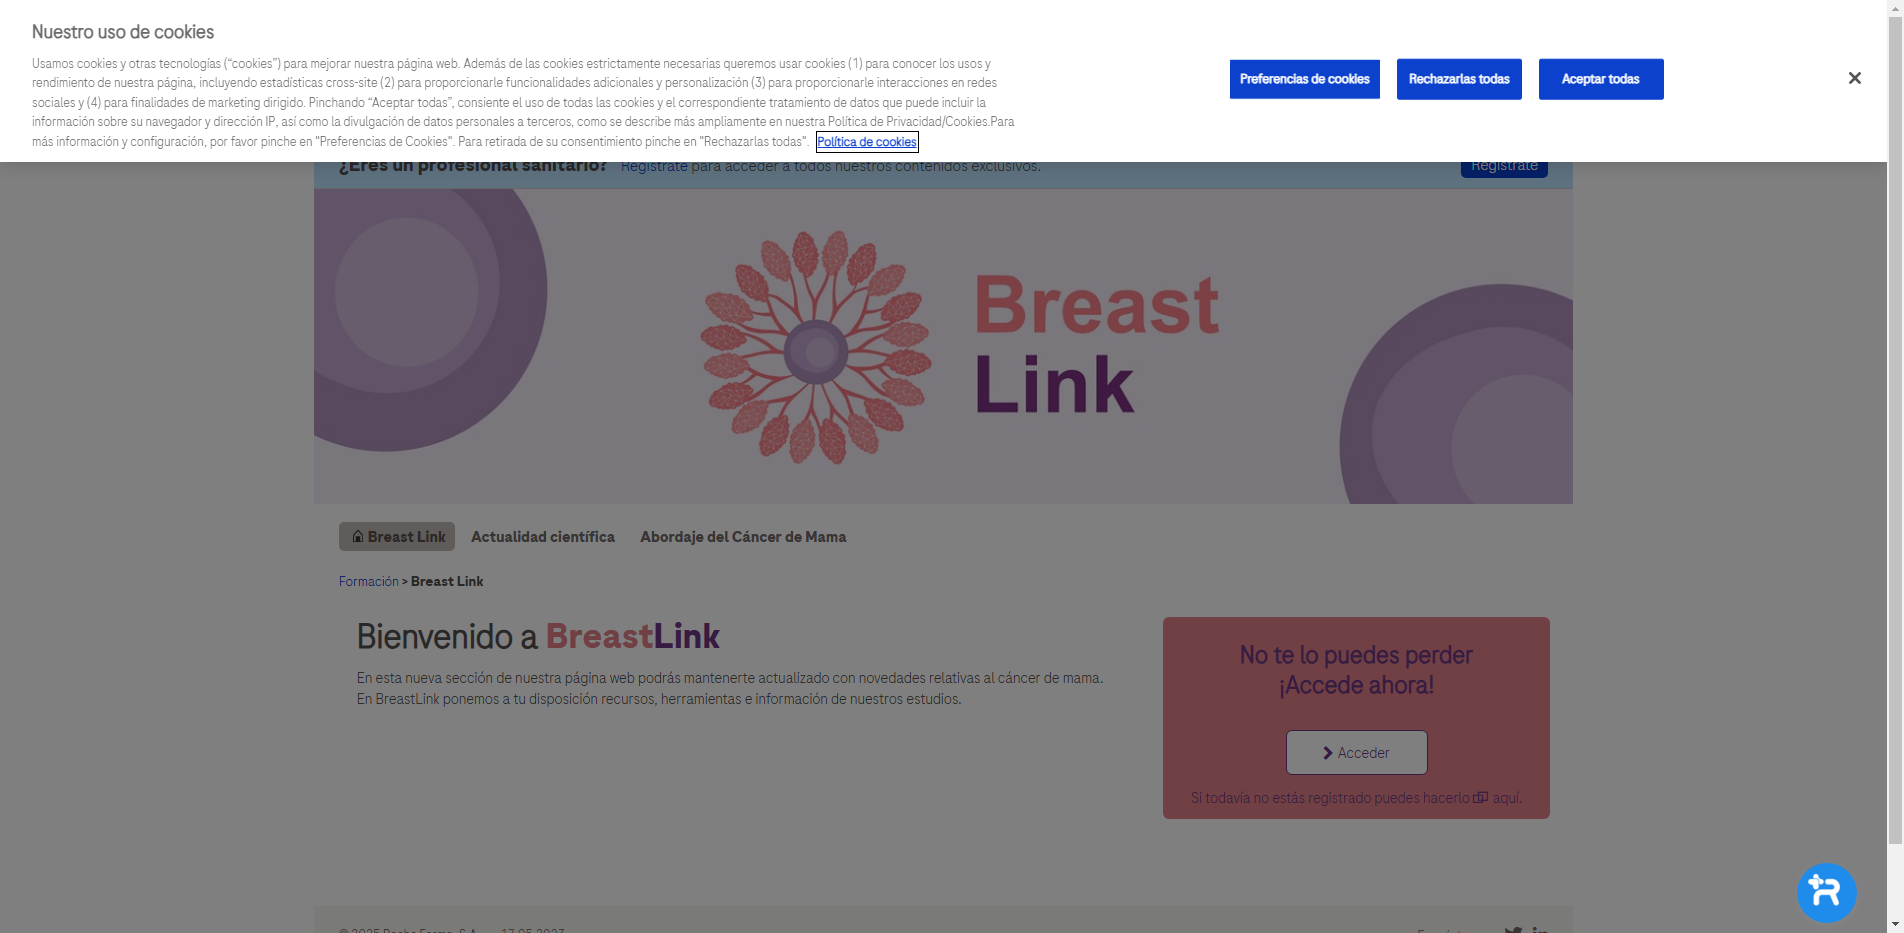 Nuestro uso de cookies
Usamos cookies y otras tecnologías (“cookies”) para mejorar nuestra página web. Además de las cookies estrictamente necesarias queremos usar cookies (1) para conocer los usos y
rendimiento de nuestra página, incluyendo estadísticas cross-site (2) para proporcionarle funcionalidades adicionales y personalización (3) para proporcionarle interacciones en redes
sociales y (4) para finalidades de marketing dirigido. Pinchando “Aceptar todas”, consiente el uso de todas las cookies y el correspondiente tratamiento de datos que puede incluir la
información sobre su navegador y dirección IP, así como la divulgación de datos personales a terceros, como se describe más ampliamente en nuestra Política de Privacidad/Cookies.Para
más información y configuración, por favor pinche en "Preferencias de Cookies". Para retirada de su consentimiento pinche en "Rechazarlas todas". Política de cookies
Preferencias de cookies
Rechazarlas todas
Aceptar todas
¿Eres un profesional sanitario? Regístrate para acceder a todos nuestros contenidos exclusivos.
Regístrate
Breast
Link
Breast Link
Actualidad científica
Abordaje del Cáncer de Mama
Formación > Breast Link
Bienvenido a BreastLink
En esta nueva sección de nuestra página web podrás mantenerte actualizado con novedades relativas al cáncer de mama.
En BreastLink ponemos a tu disposición recursos, herramientas e información de nuestros estudios.
No te lo puedes perder
¡Accede ahora!
Acceder
Si todavía no estás registrado puedes hacerlo aquí.